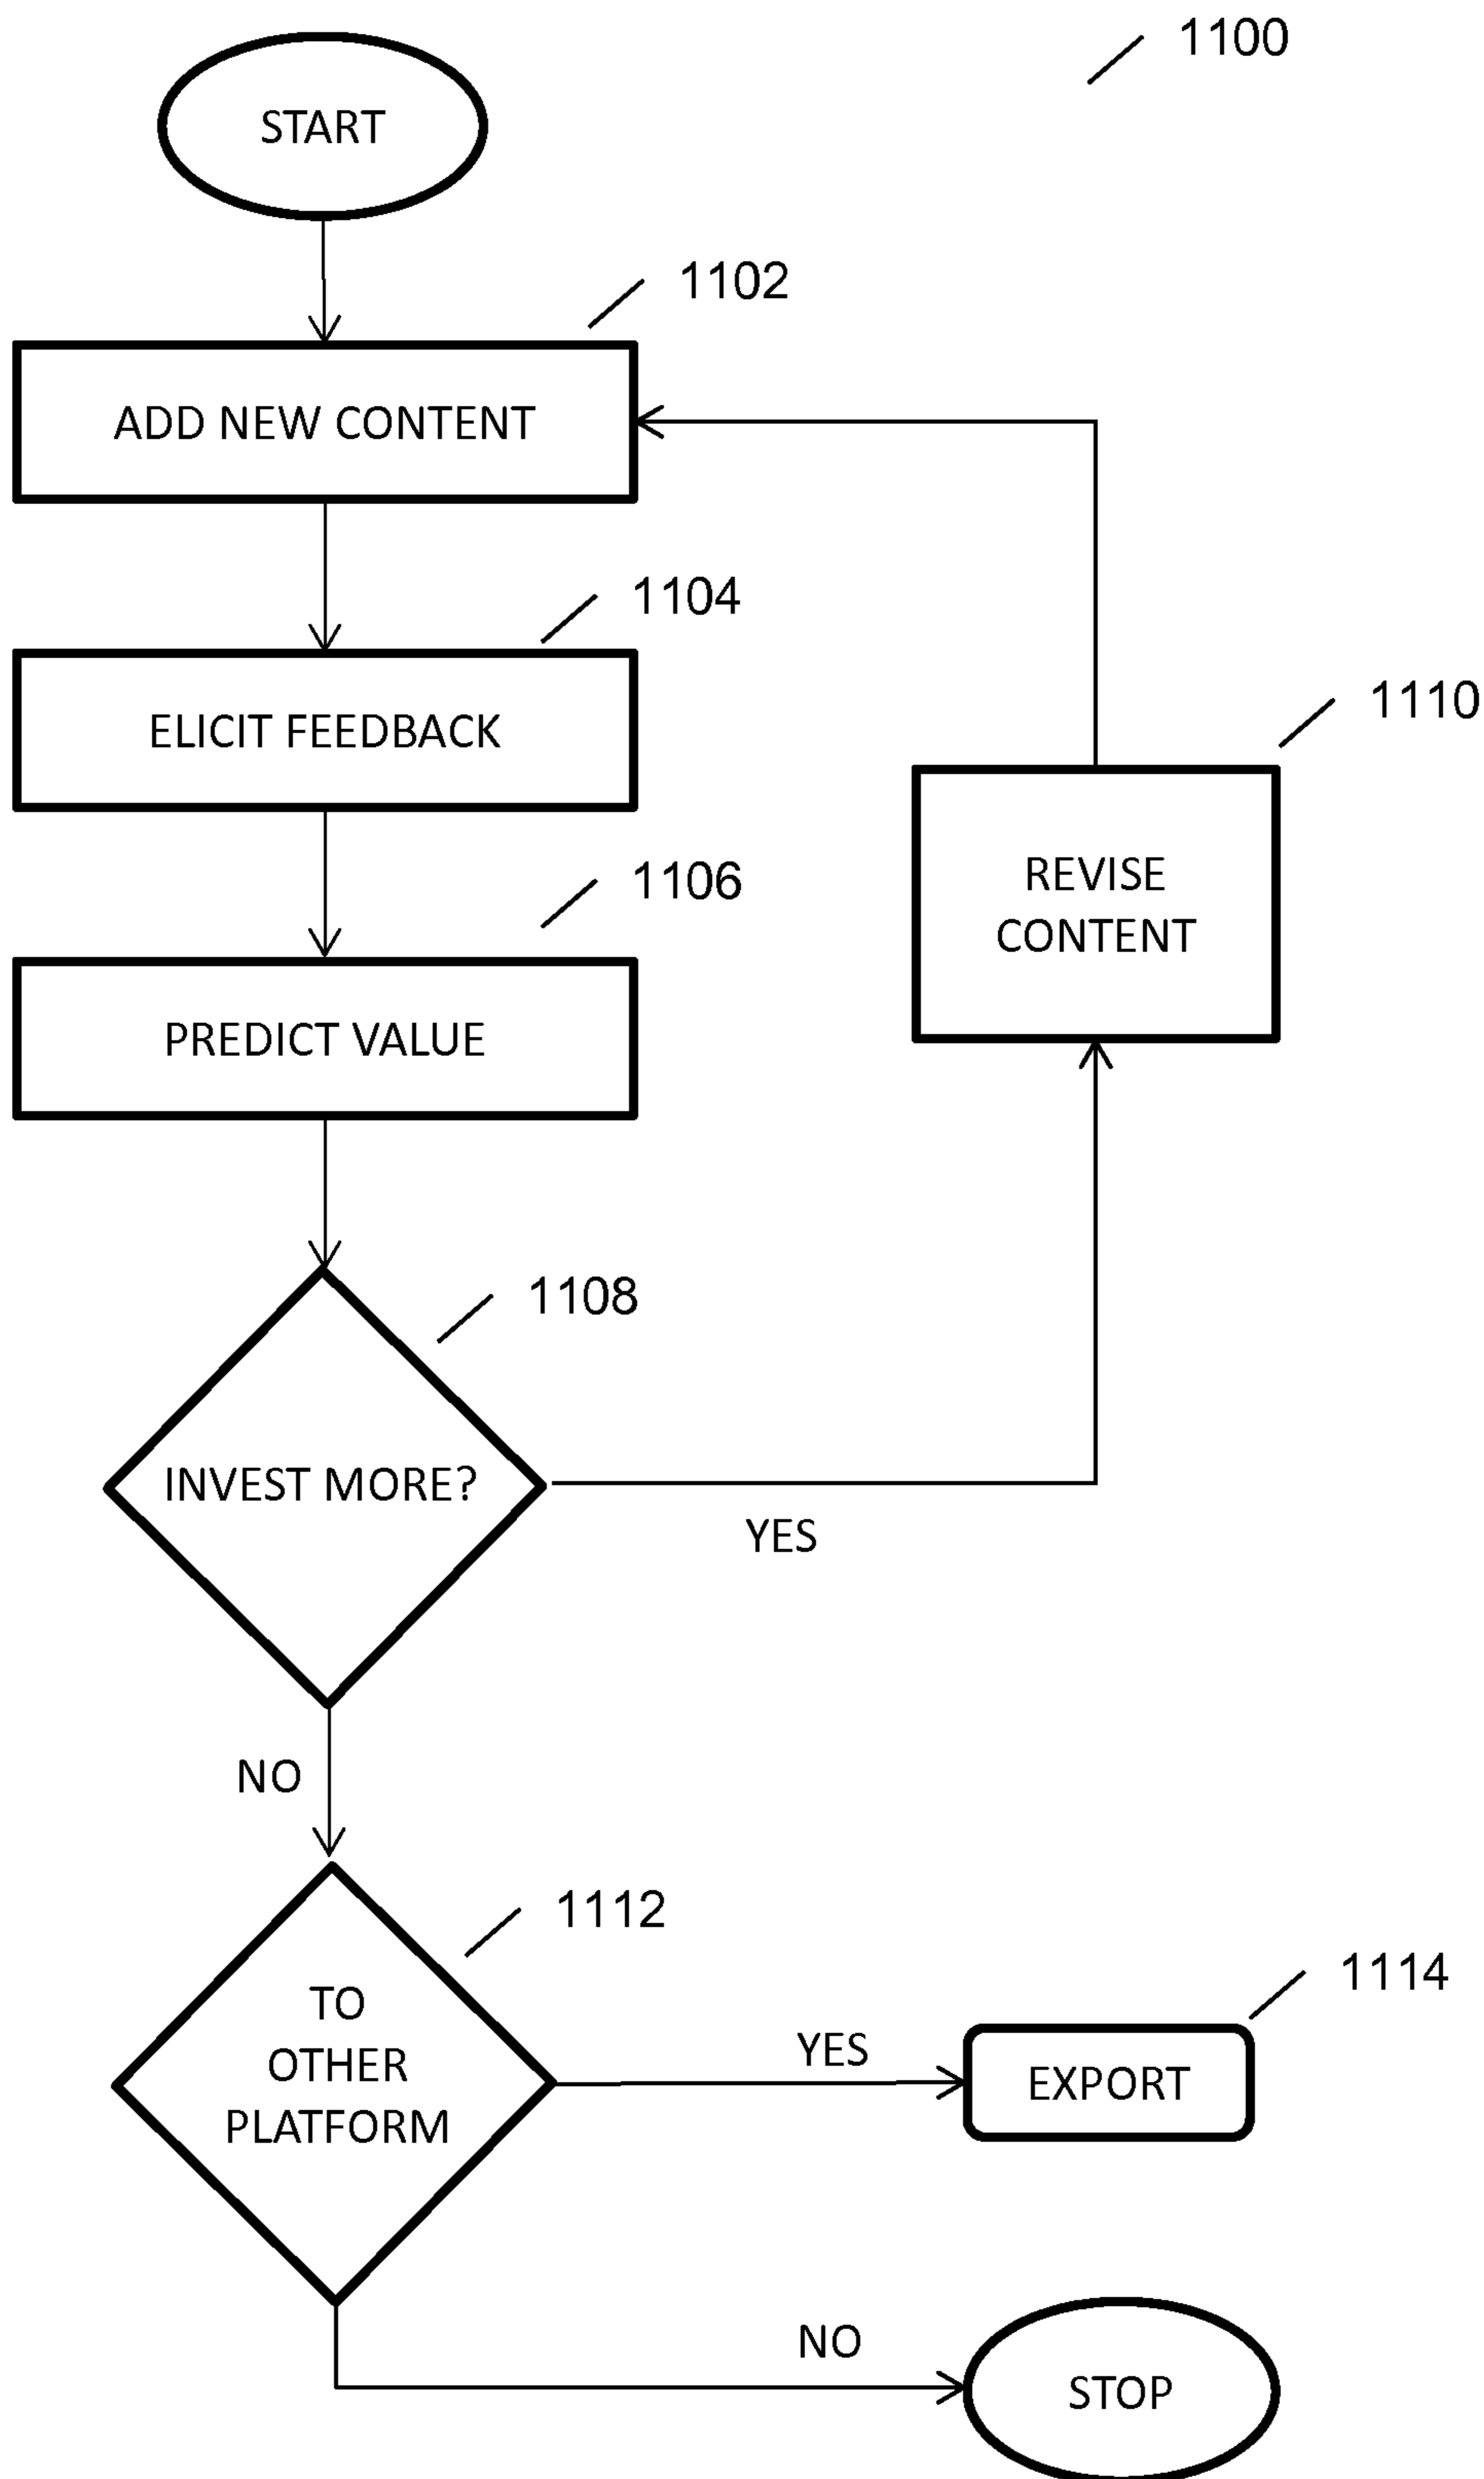 1100
START
1102
ADD NEW CONTENT
1104
ELICIT FEEDBACK
1110
1106
REVISE
CONTENT
PREDICT VALUE
1108
INVEST MORE?
YES
NO
1112
TO
OTHER
PLATFORM
1114
YES
EXPORT
NO
STOP